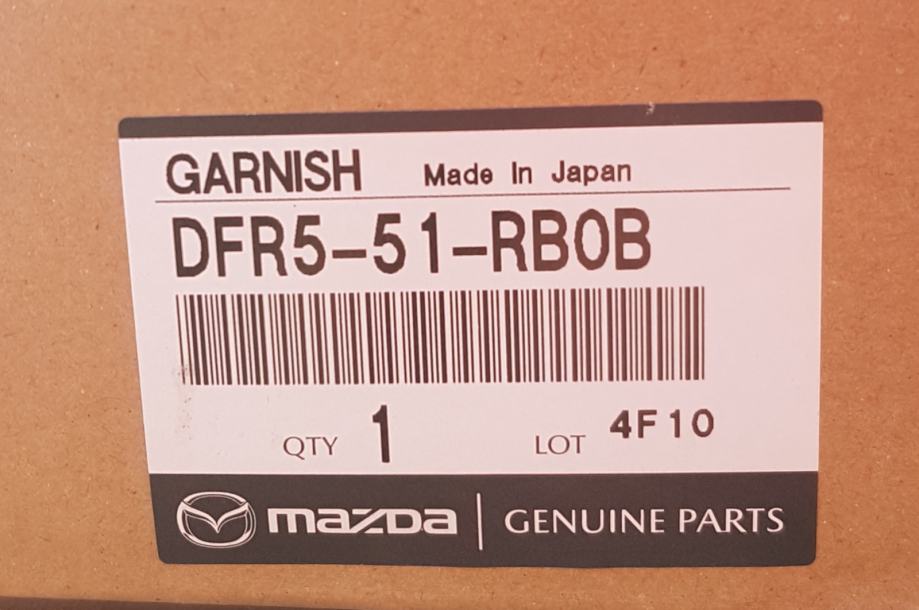 GARNISH Made In Japan
DFR5-51-RB0B
QTY 1 LOT 4F10
mazda | GENUINE PARTS